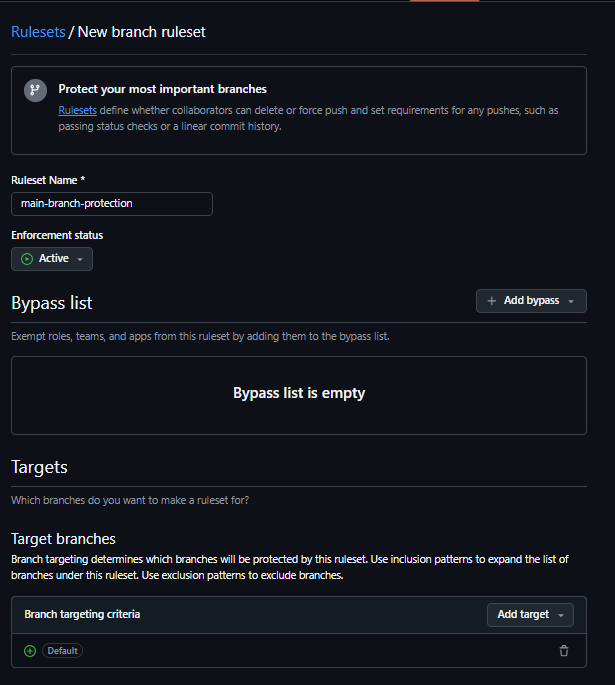 Rulesets / New branch ruleset
Protect your most important branches
Rulesets define whether collaborators can delete or force push and set requirements for any pushes, such as
passing status checks or a linear commit history.
Ruleset Name *
main-branch-protection
Enforcement status
Active
Bypass list
Add bypass
Exempt roles, teams, and apps from this ruleset by adding them to the bypass list.
Bypass list is empty
Targets
Which branches do you want to make a ruleset for?
Target branches
Branch targeting determines which branches will be protected by this ruleset. Use inclusion patterns to expand the list of
branches under this ruleset. Use exclusion patterns to exclude branches.
Branch targeting criteria
Add target
Default